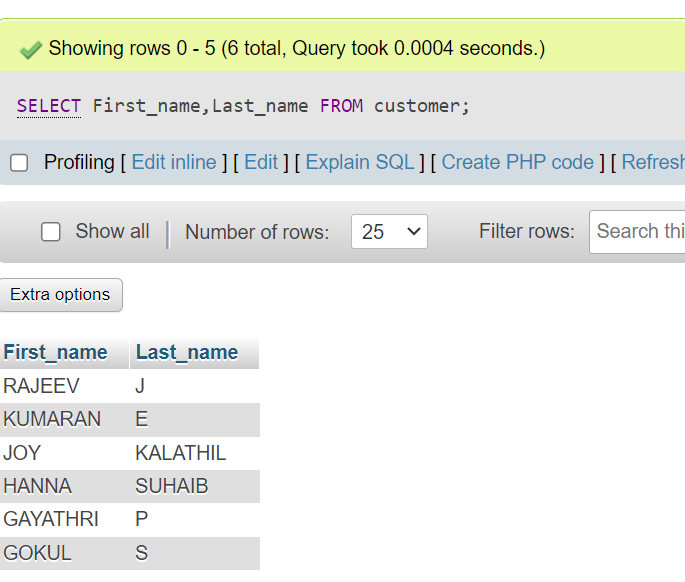 Showing rows 0 - 5 (6 total, Query took 0.0004 seconds.)
SELECT First_name,Last_name FROM customer;
Profiling [ Edit inline ] [ Edit ] [ Explain SQL ] [ Create PHP code ] [ Refresh
Show all Number of rows: 25 Filter rows: Search thi
Extra options
First_name Last_name
RAJEEV J
KUMARAN E
JOY KALATHIL
HANNA SUHAIB
GAYATHRI P
GOKUL S